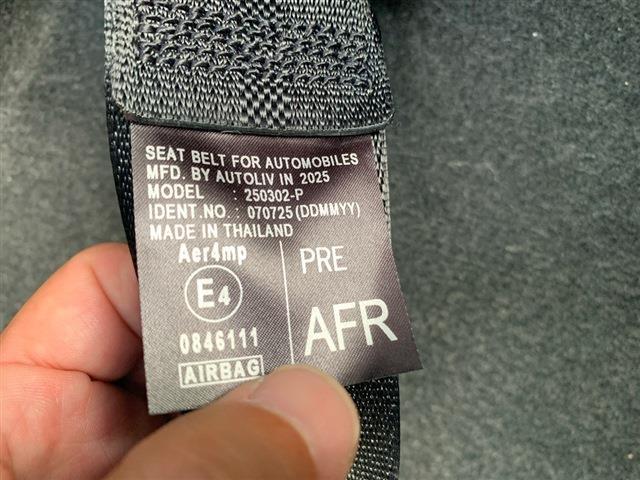 SEAT BELT FOR AUTOMOBILES
MFD. BY AUTOLIV IN 2025
MODEL : 250302-P
IDENT.NO. : 070725 (DDMMYY)
MADE IN THAILAND
Aer4mp
E4
0846111
AIRBAG
PRE
AFR